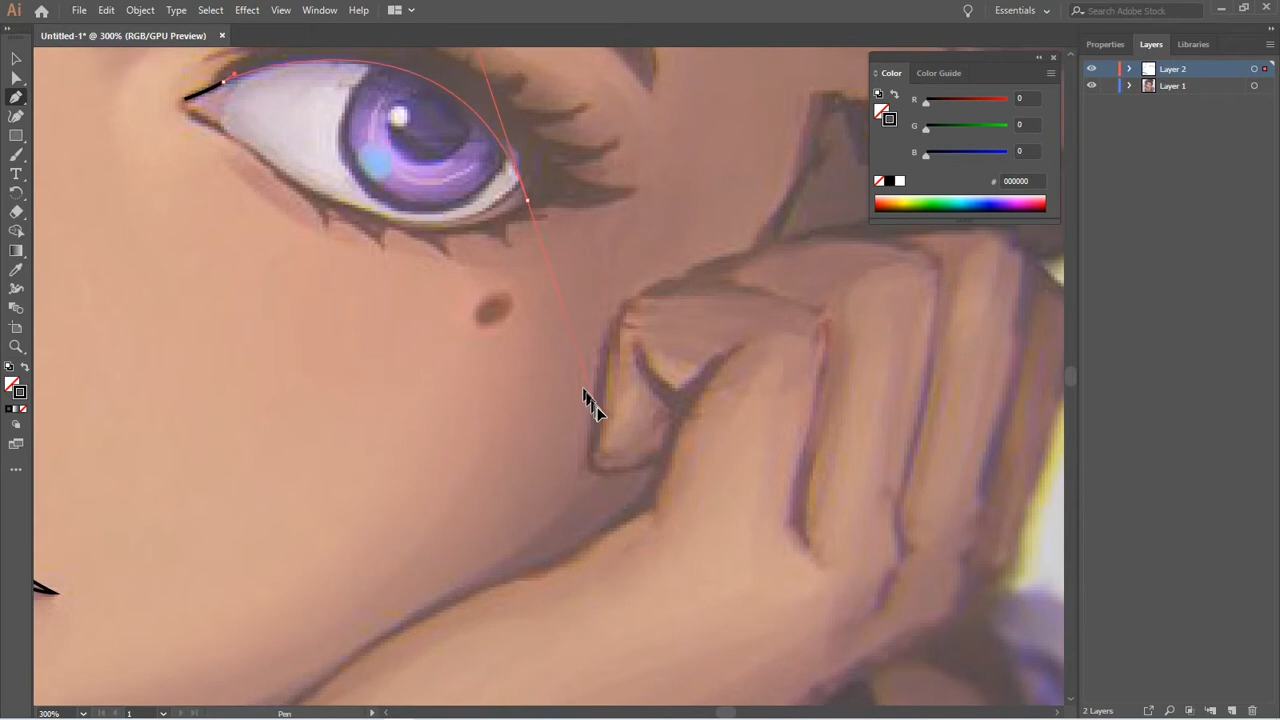 Ai File Edit Object Type Select Effect View Window Help Essentials Search Adobe Stock
Untitled-1* @ 300% (RGB/GPU Preview) ×
Color Color Guide
R 0
G 0
B 0
# 000000
Properties Layers Libraries
Layer 2
Layer 1
300% 1 Pen
2 Layers